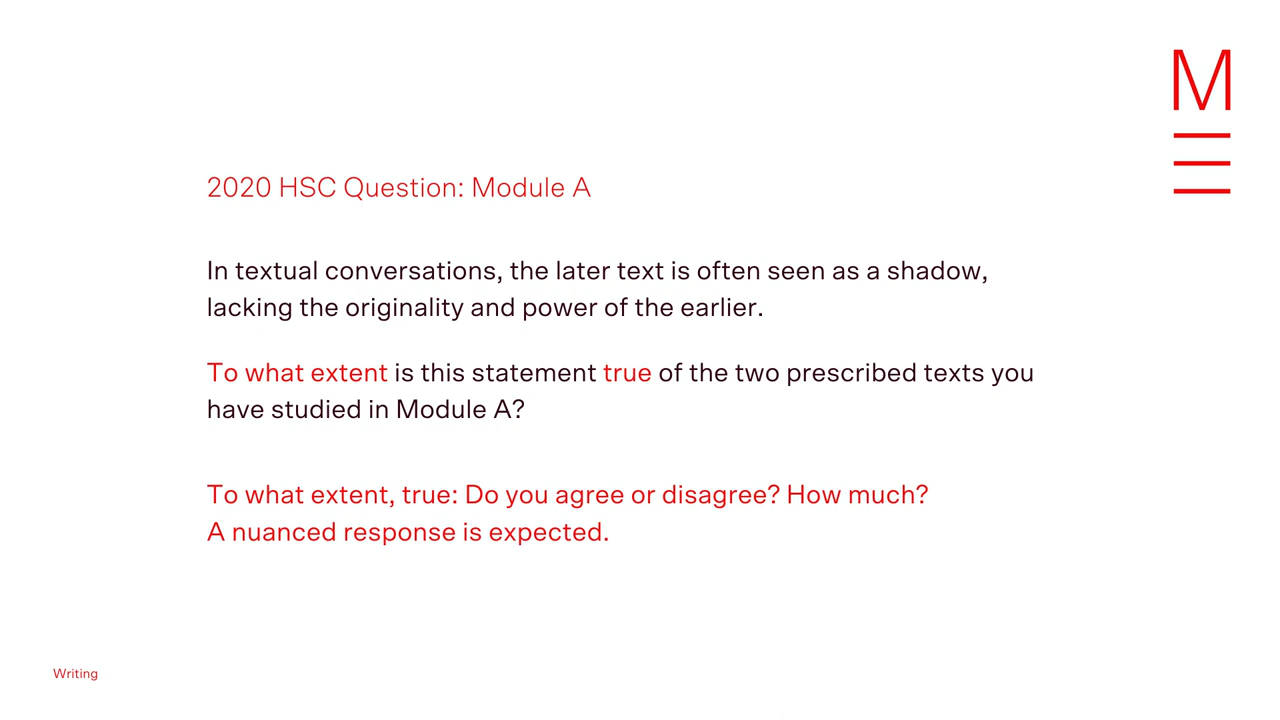 M
2020 HSC Question: Module A
In textual conversations, the later text is often seen as a shadow,
lacking the originality and power of the earlier.
To what extent is this statement true of the two prescribed texts you
have studied in Module A?
To what extent, true: Do you agree or disagree? How much?
A nuanced response is expected.
Writing